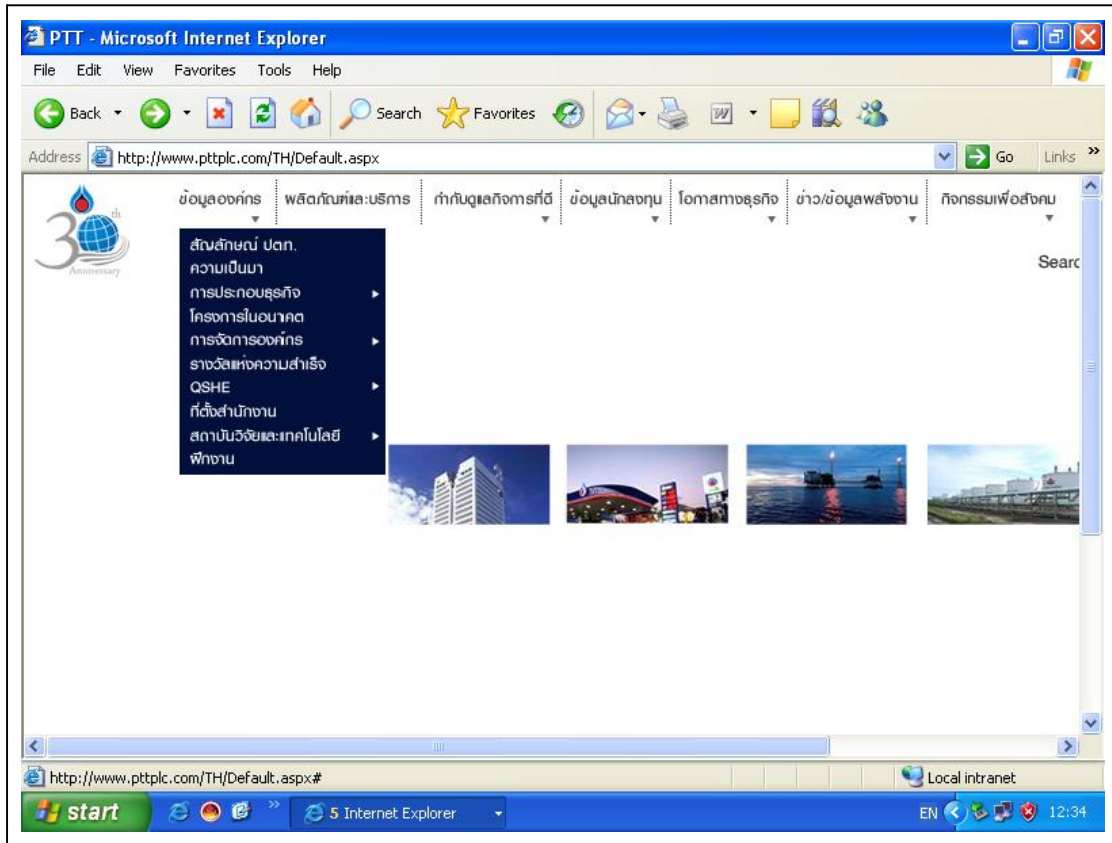 PTT - Microsoft Internet Explorer
File Edit View Favorites Tools Help
Back Search Favorites
Address http://www.pttplc.com/TH/Default.aspx Go Links »
30th Anniversary
ข้อมูลองค์กร ผลิตภัณฑ์และบริการ กำกับดูแลกิจการที่ดี ข้อมูลนักลงทุน โอกาสทางธุรกิจ ข่าว/ข้อมูลพลังงาน กิจกรรมเพื่อสังคม
Searc
สัญลักษณ์ ปตท.
ความเป็นมา
การประกอบธุรกิจ
โครงการในอนาคต
การจัดการองค์กร
รางวัลแห่งความสำเร็จ
QSHE
ที่ตั้งสำนักงาน
สถาบันวิจัยและเทคโนโลยี
ฝึกงาน
http://www.pttplc.com/TH/Default.aspx# Local intranet
start » 5 Internet Explorer EN 12:34